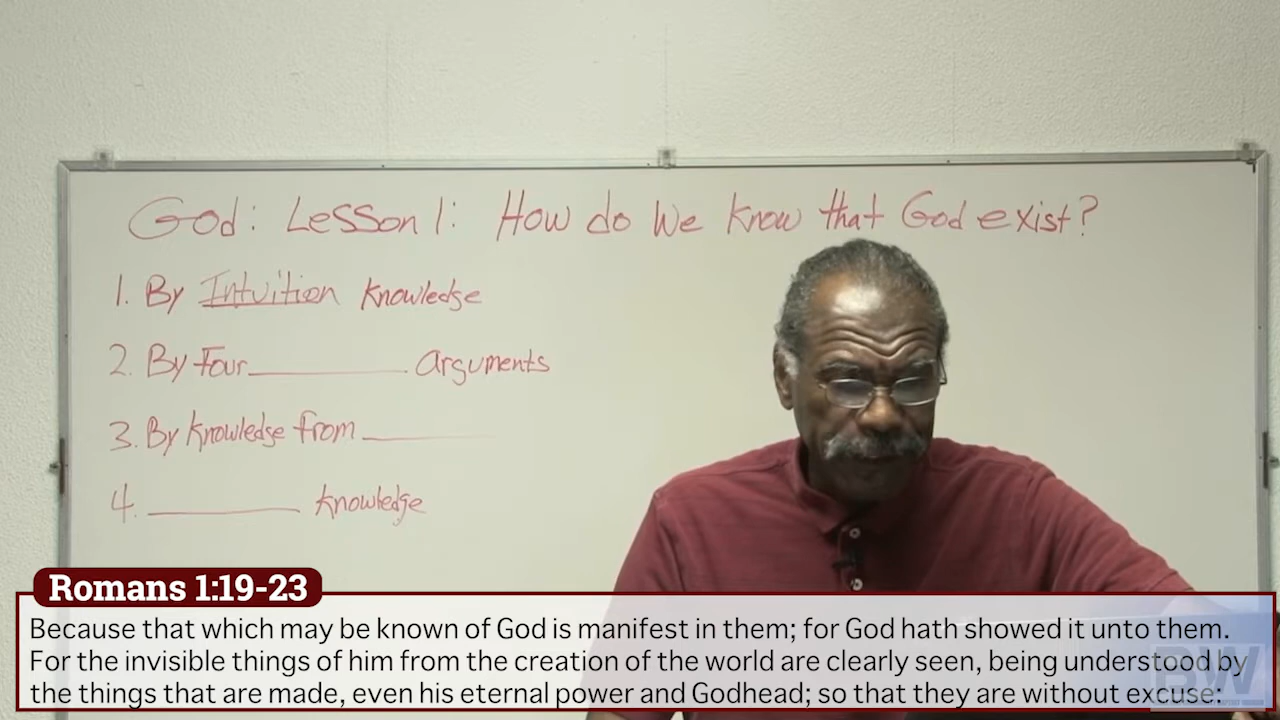 God: Lesson 1: How do We Know that God exist?
1. By Intuition Knowledge
2. By Four__________ arguments
3. By Knowledge from __________
4. __________ Knowledge
Romans 1:19-23
Because that which may be known of God is manifest in them; for God hath showed it unto them.
For the invisible things of him from the creation of the world are clearly seen, being understood by
the things that are made, even his eternal power and Godhead; so that they are without excuse:
BW